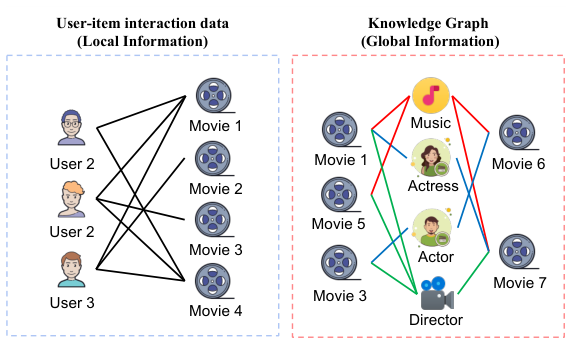 User-item interaction data
(Local Information)
User 2
User 2
User 3
Movie 1
Movie 2
Movie 3
Movie 4
Knowledge Graph
(Global Information)
Movie 1
Movie 5
Movie 3
Music
Actress
Actor
Director
Movie 6
Movie 7